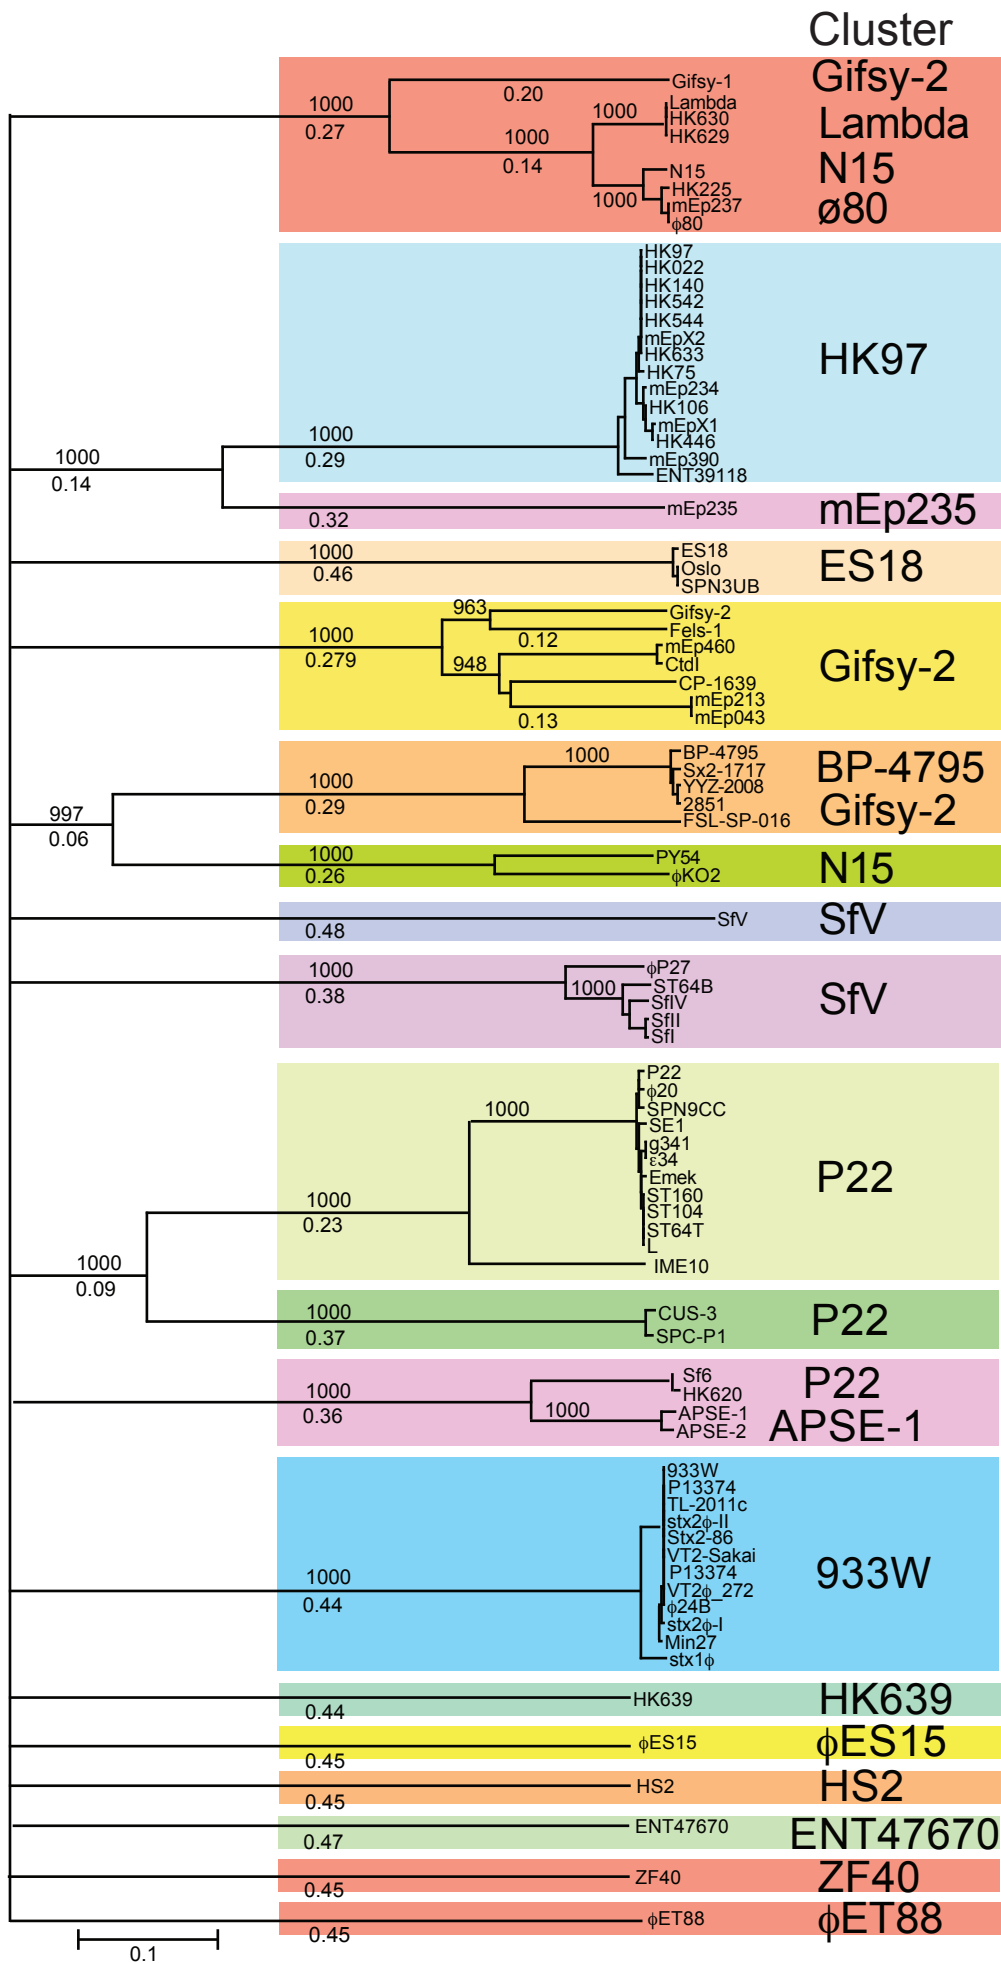 Cluster
Gifsy-1
1000
0.20
0.27
Lambda
1000
HK630
HK629
1000
0.14
N15
HK225
1000
mEp237
ϕ80
Gifsy-2
Lambda
N15
ø80
HK97
HK022
HK140
HK542
HK544
mEpX2
HK633
HK75
mEp234
HK106
mEpX1
HK446
mEp390
ENT39118
1000
0.29
HK97
1000
0.14
mEp235
0.32
mEp235
1000
0.46
ES18
Oslo
SPN3UB
ES18
963
Gifsy-2
Fels-1
0.12
1000
0.279
mEp460
CtdI
948
CP-1639
mEp213
mEp043
0.13
Gifsy-2
1000
BP-4795
Sx2-1717
YYZ-2008
2851
FSL-SP-016
1000
0.29
BP-4795
Gifsy-2
997
0.06
1000
0.26
PY54
ϕKO2
N15
0.48
SfV
SfV
1000
0.38
ϕP27
1000
ST64B
SfIV
SfII
SfI
SfV
P22
ϕ20
SPN9CC
1000
SE1
g341
ε34
Emek
ST160
ST104
ST64T
L
IME10
1000
0.23
P22
1000
0.09
1000
0.37
CUS-3
SPC-P1
P22
1000
0.36
Sf6
HK620
1000
APSE-1
APSE-2
P22
APSE-1
933W
P13374
TL-2011c
stx2ϕ-II
Stx2-86
VT2-Sakai
P13374
VT2ϕ_272
ϕ24B
stx2ϕ-I
Min27
stx1ϕ
1000
0.44
933W
0.44
HK639
HK639
0.45
ϕES15
ϕES15
0.45
HS2
HS2
0.47
ENT47670
ENT47670
0.45
ZF40
ZF40
0.45
ϕET88
ϕET88
0.1